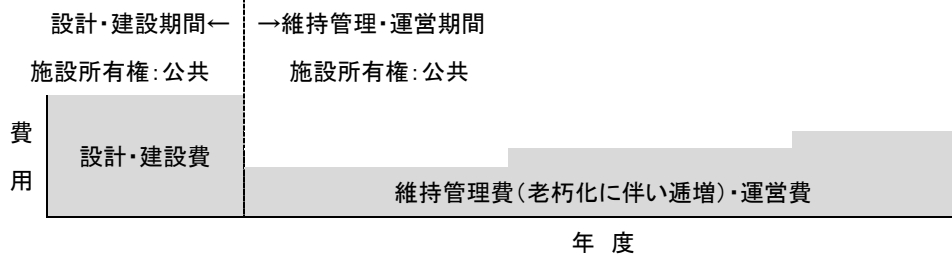 設計・建設期間← →維持管理・運営期間
施設所有権：公共 施設所有権：公共
費用
設計・建設費
維持管理費（老朽化に伴い逓増）・運営費
年 度